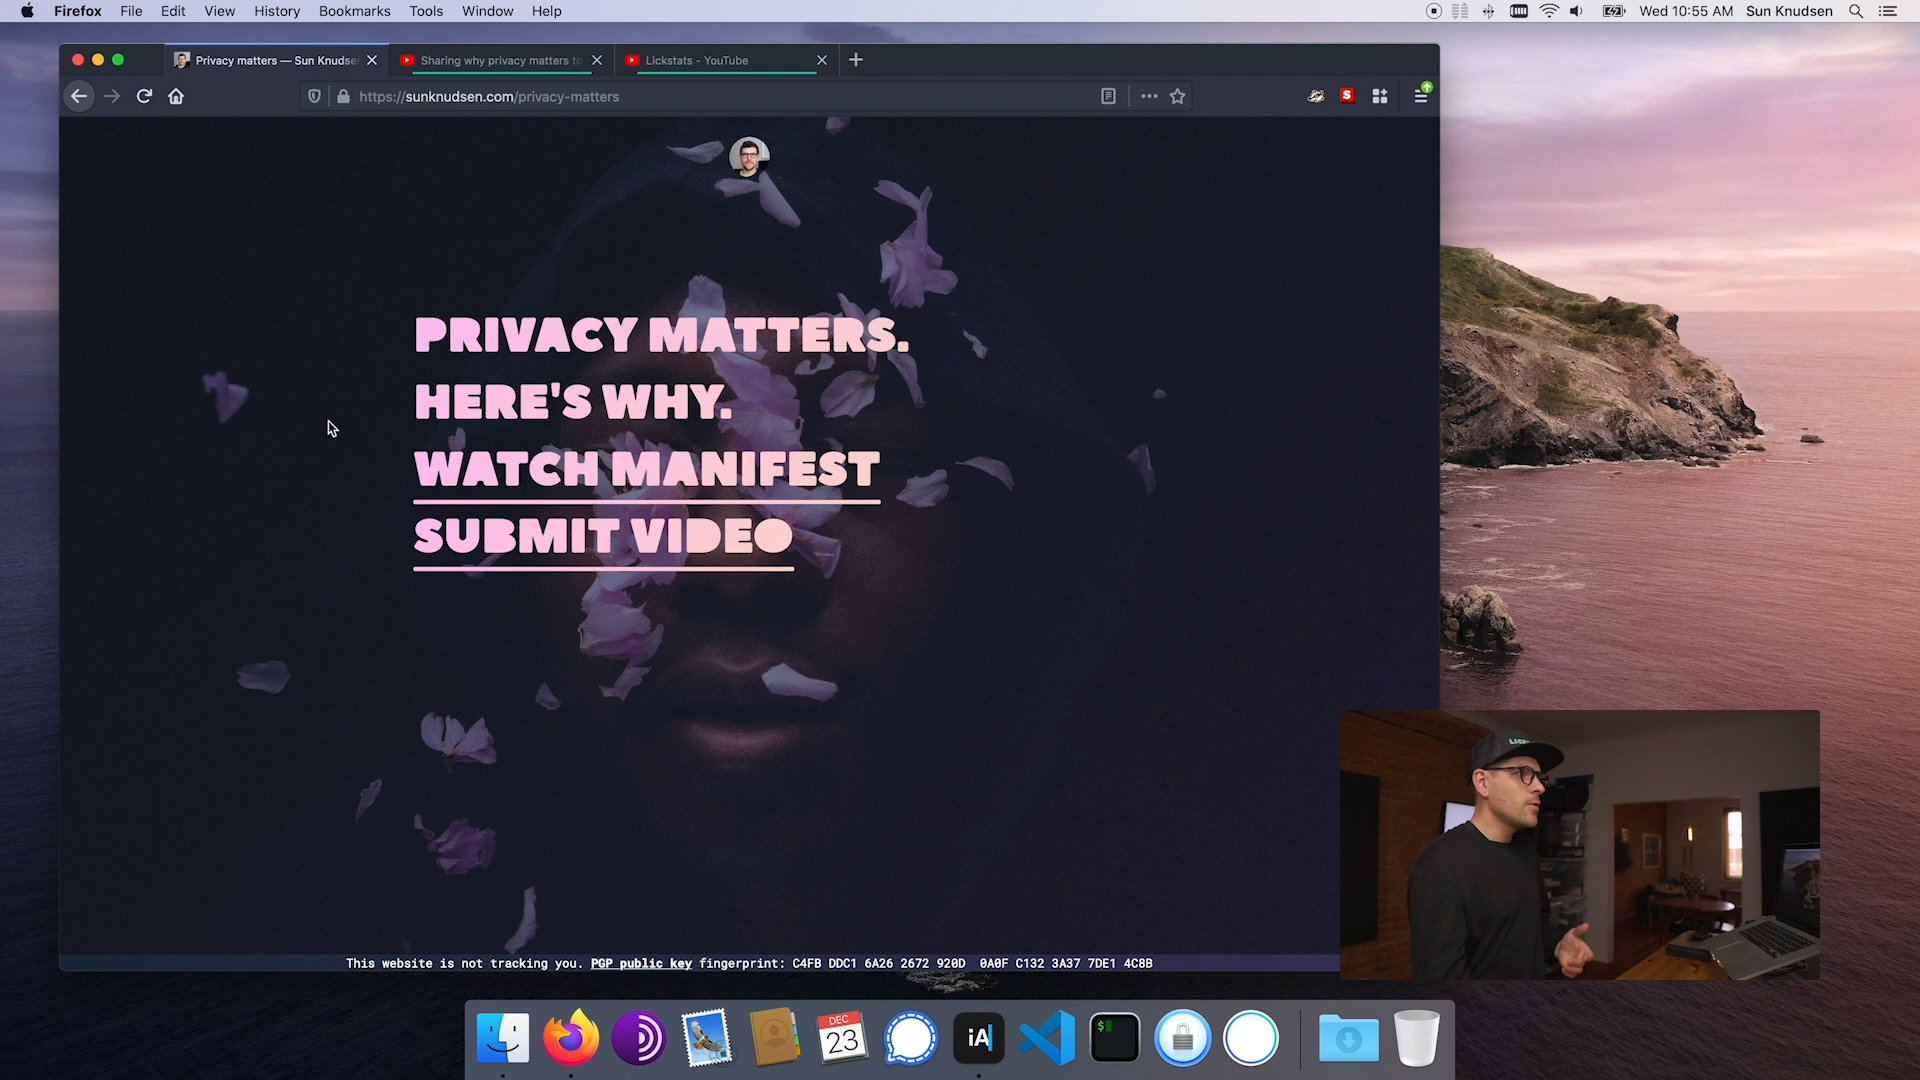 Firefox File Edit View History Bookmarks Tools Window Help
Wed 10:55 AM Sun Knudsen
Privacy matters — Sun Knudse
Sharing why privacy matters to
Lickstats - YouTube
https://sunknudsen.com/privacy-matters
S
PRIVACY MATTERS.
HERE'S WHY.
WATCH MANIFEST
SUBMIT VIDEO
This website is not tracking you. PGP public key fingerprint: C4FB DDC1 6A26 2672 920D 0A0F C132 3A37 7DE1 4C8B
DEC
23
iA
$